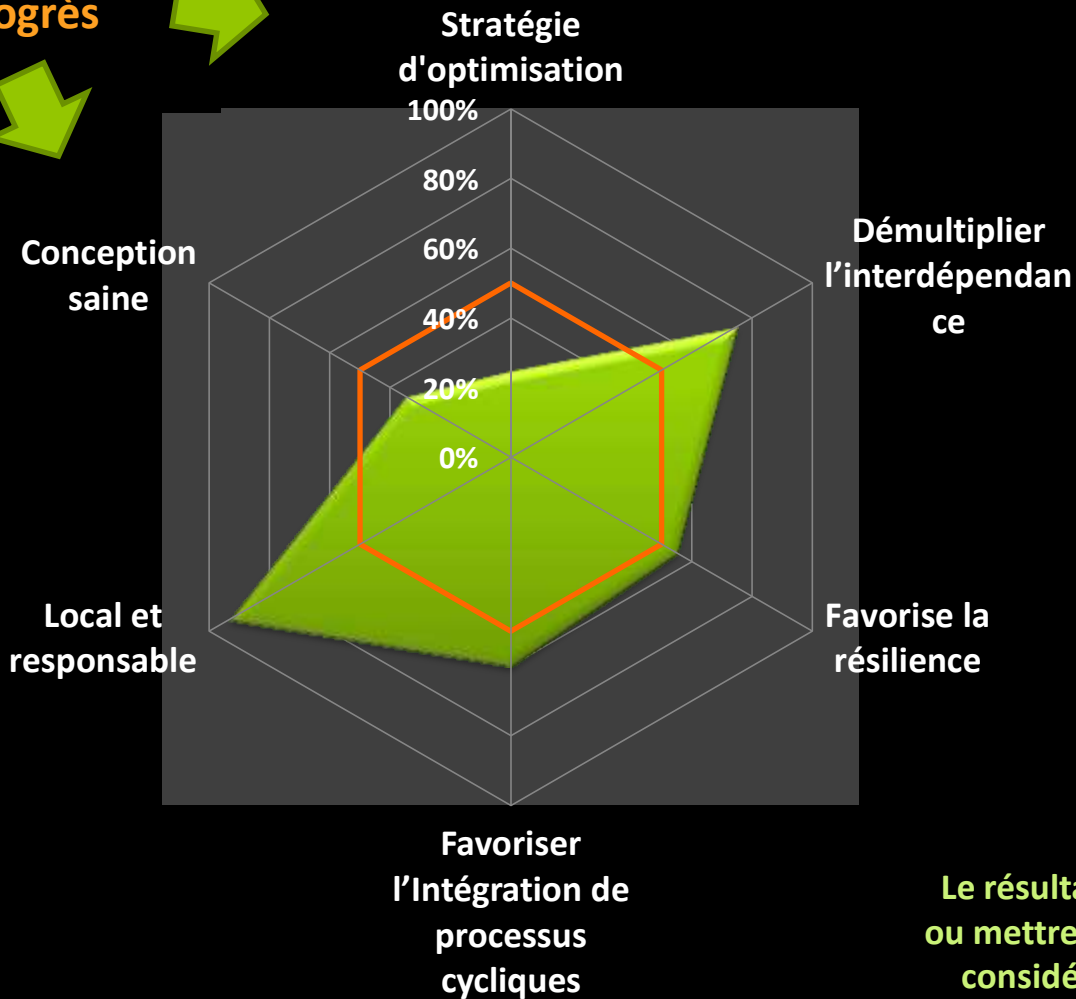 ogrès
Stratégie
d'optimisation
100%
80%
60%
40%
20%
0%
Démultiplier
l’interdépendan
ce
Conception
saine
Local et
responsable
Favorise la
résilience
Favoriser
l’Intégration de
processus
cycliques
Le résulta
ou mettre
considé